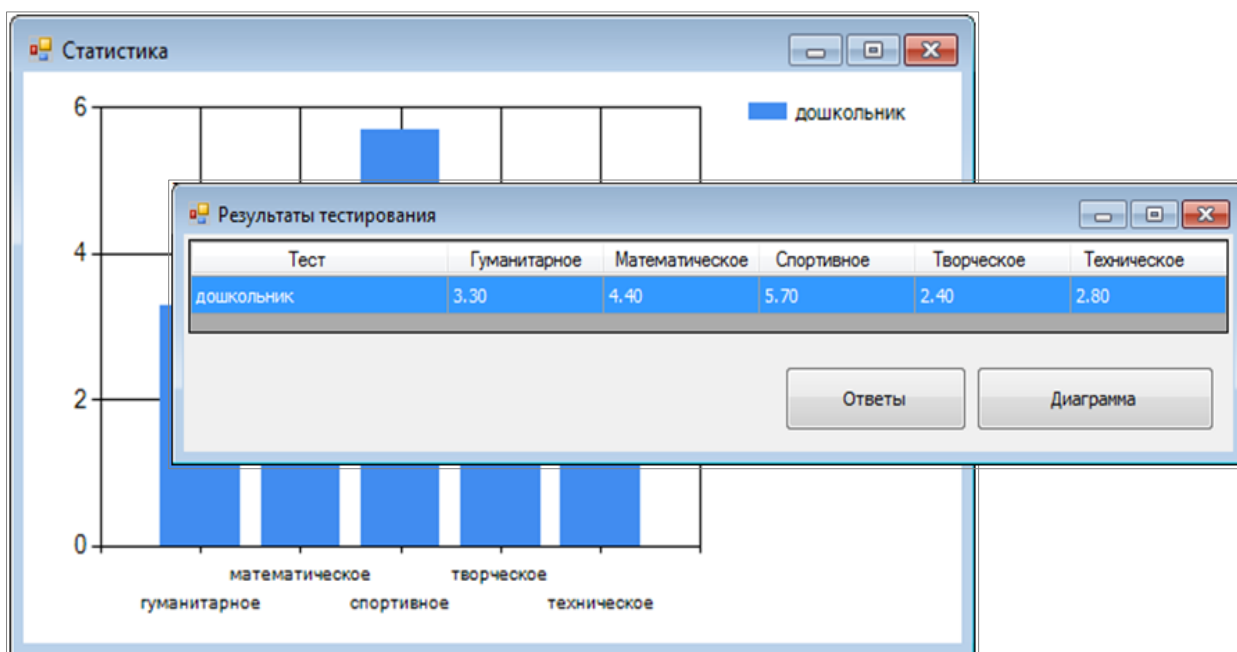 Статистика
6
дошкольник
Результаты тестирования
4
Тест Гуманитарное Математическое Спортивное Творческое Техническое
дошкольник 3.30 4.40 5.70 2.40 2.80
2
Ответы Диаграмма
0
математическое творческое
гуманитарное спортивное техническое